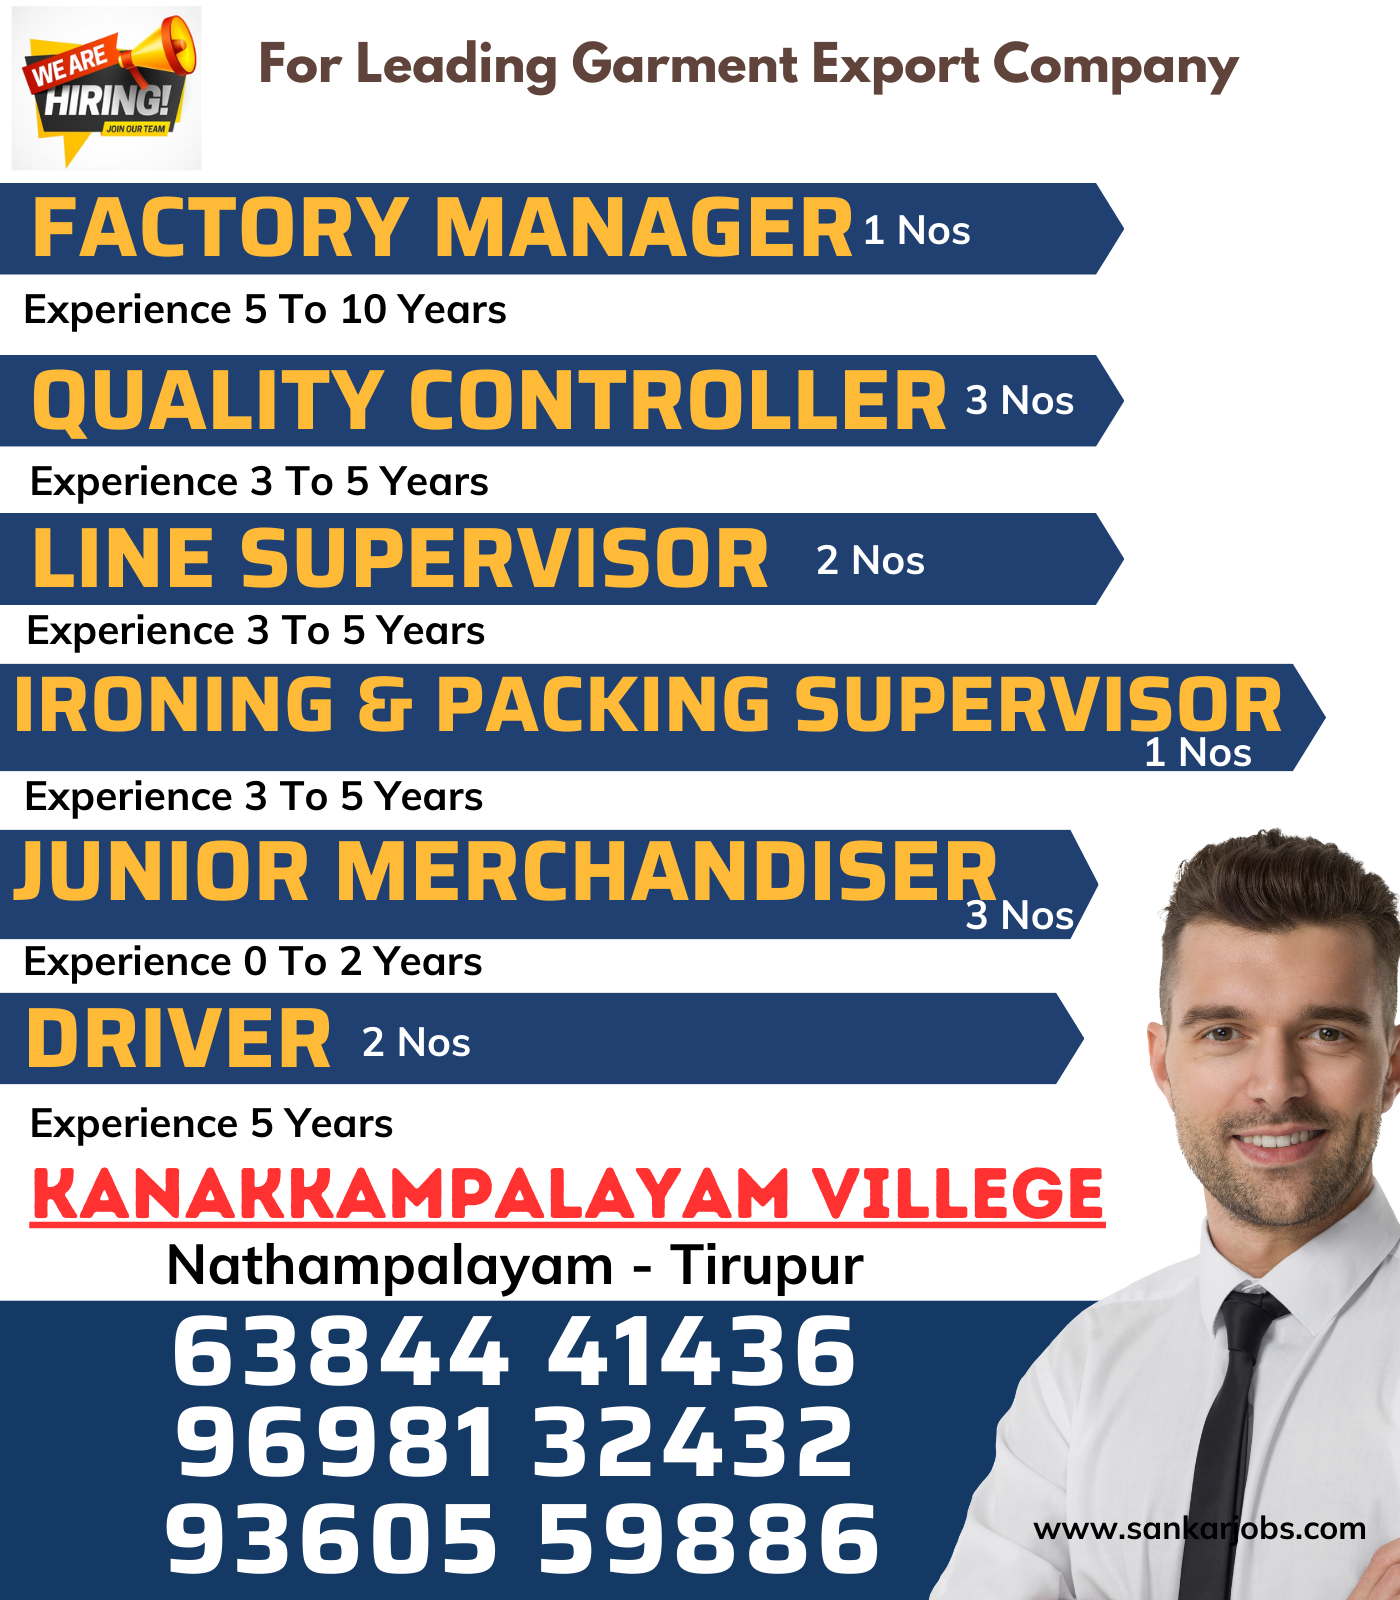 WE ARE
HIRING!
JOIN OUR TEAM
For Leading Garment Export Company
FACTORY MANAGER 1 Nos
Experience 5 To 10 Years
QUALITY CONTROLLER 3 Nos
Experience 3 To 5 Years
LINE SUPERVISOR 2 Nos
Experience 3 To 5 Years
IRONING & PACKING SUPERVISOR
1 Nos
Experience 3 To 5 Years
JUNIOR MERCHANDISER
3 Nos
Experience 0 To 2 Years
DRIVER 2 Nos
Experience 5 Years
KANAKKAMPALAYAM VILLEGE
Nathampalayam - Tirupur
63844 41436
96981 32432
93605 59886
www.sankarjobs.com